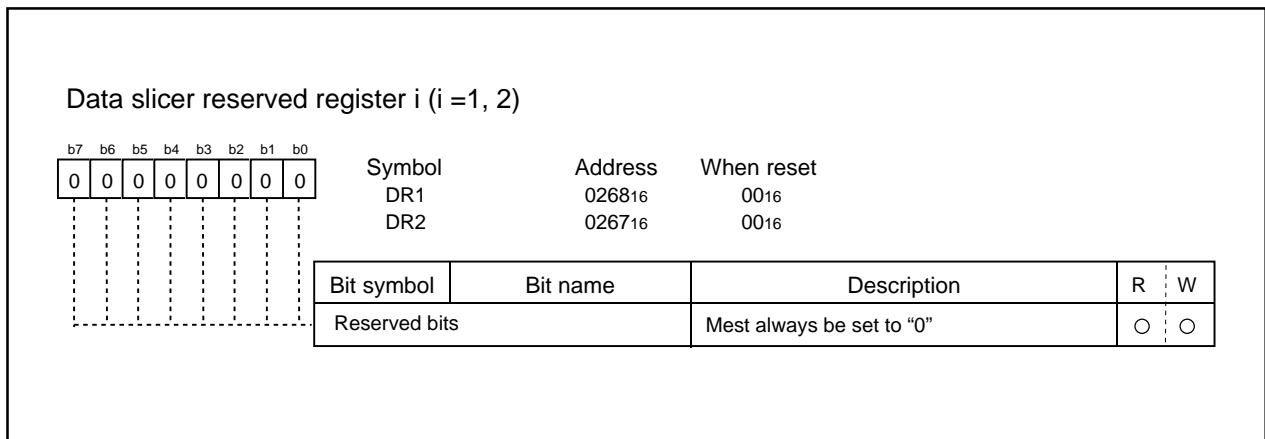 Data slicer reserved register i (i =1, 2)
b7 b6 b5 b4 b3 b2 b1 b0
0 0 0 0 0 0 0 0
Symbol Address When reset
DR1 026816 0016
DR2 026716 0016
Bit symbol Bit name Description R W
Reserved bits Mest always be set to “0” ○ ○